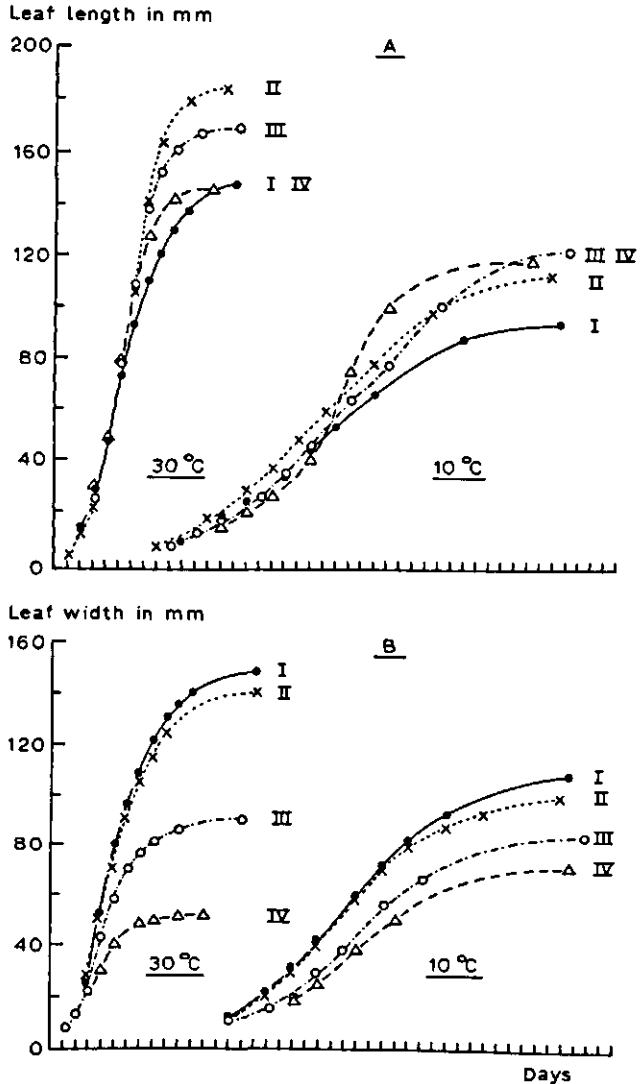 Leaf length in mm
A
200
160
120
80
40
0
II
III
I IV
III IV
II
I
30 °C
10 °C
Leaf width in mm
B
160
120
80
40
0
I
II
III
IV
I
II
III
IV
30 °C
10 °C
Days